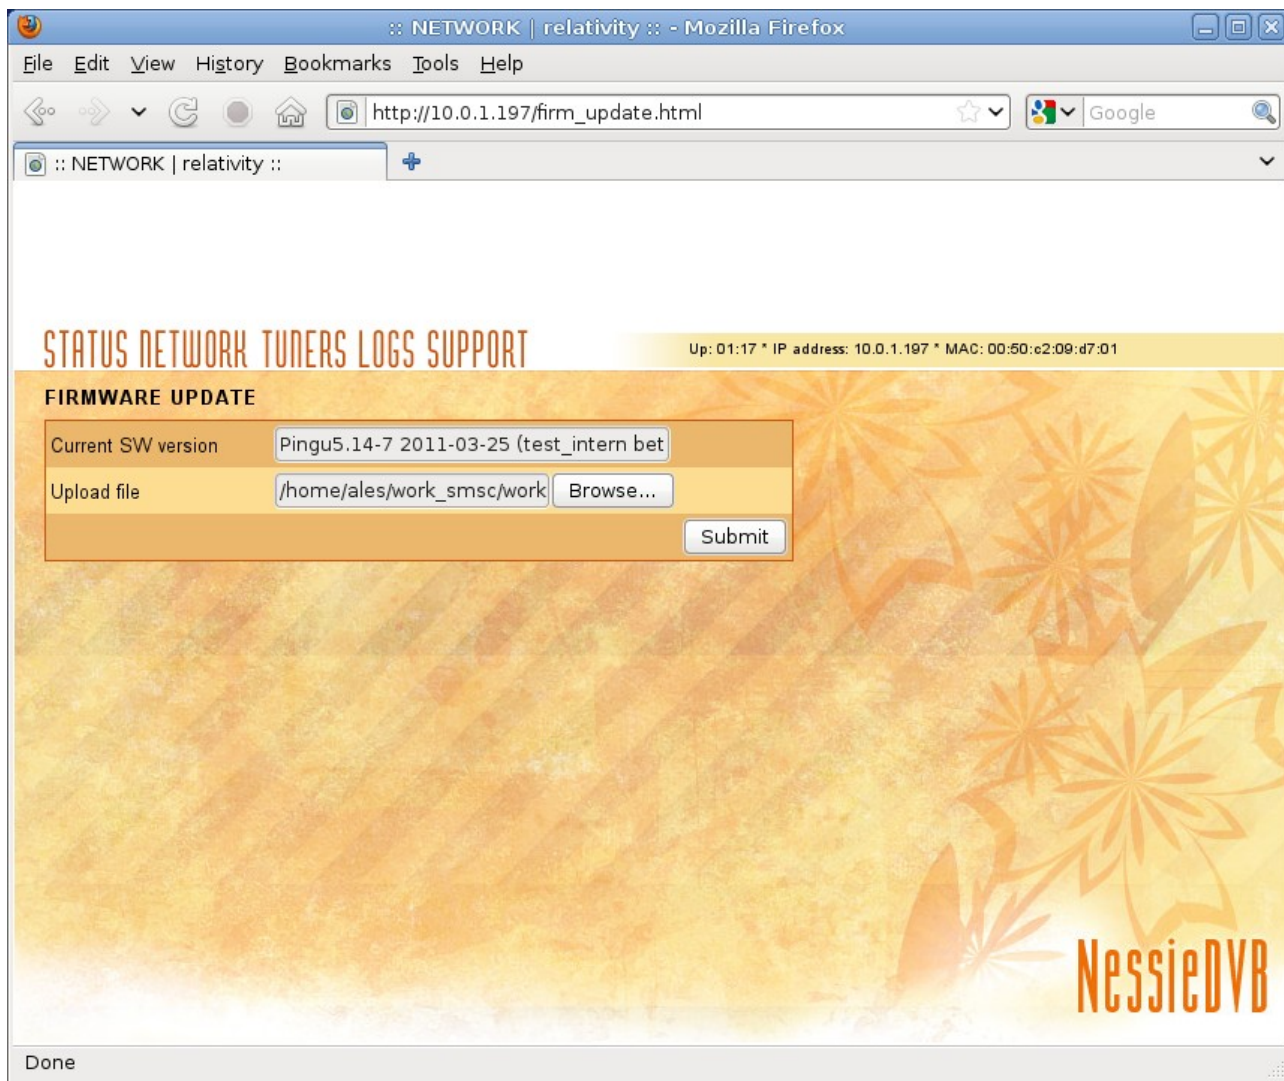 :: NETWORK | relativity :: - Mozilla Firefox
File Edit View History Bookmarks Tools Help
http://10.0.1.197/firm_update.html Google
:: NETWORK | relativity ::
STATUS NETWORK TUNERS LOGS SUPPORT
Up: 01:17 * IP address: 10.0.1.197 * MAC: 00:50:c2:09:d7:01
FIRMWARE UPDATE
Current SW version Pingu5.14-7 2011-03-25 (test_intern bet
Upload file /home/ales/work_smsc/work Browse...
Submit
NessieDVB
Done